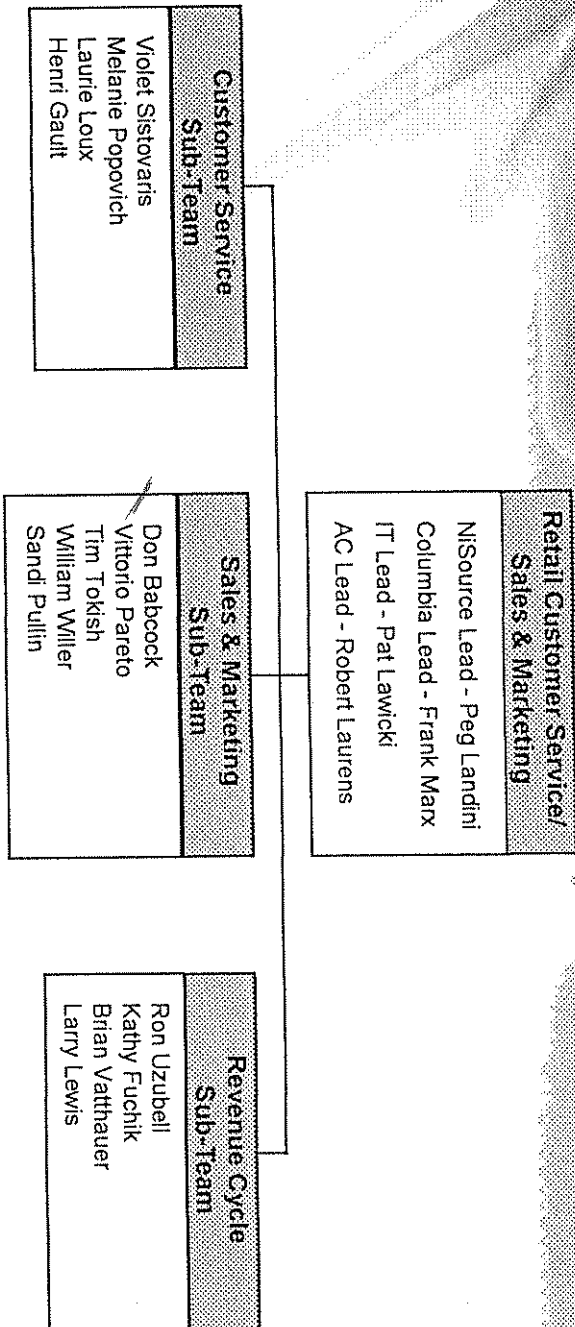 Retail Customer Service/
Sales & Marketing
NiSource Lead - Peg Landini
Columbia Lead - Frank Marx
IT Lead - Pat Lawicki
AC Lead - Robert Laurens
Customer Service
Sub-Team
Violet Sistovaris
Melanie Popovich
Laurie Loux
Henri Gault
Sales & Marketing
Sub-Team
Don Babcock
Vittorio Pareto
Tim Tokish
William Willer
Sandi Pullin
Revenue Cycle
Sub-Team
Ron Uzubell
Kathy Fuchik
Brian Vatthauer
Larry Lewis